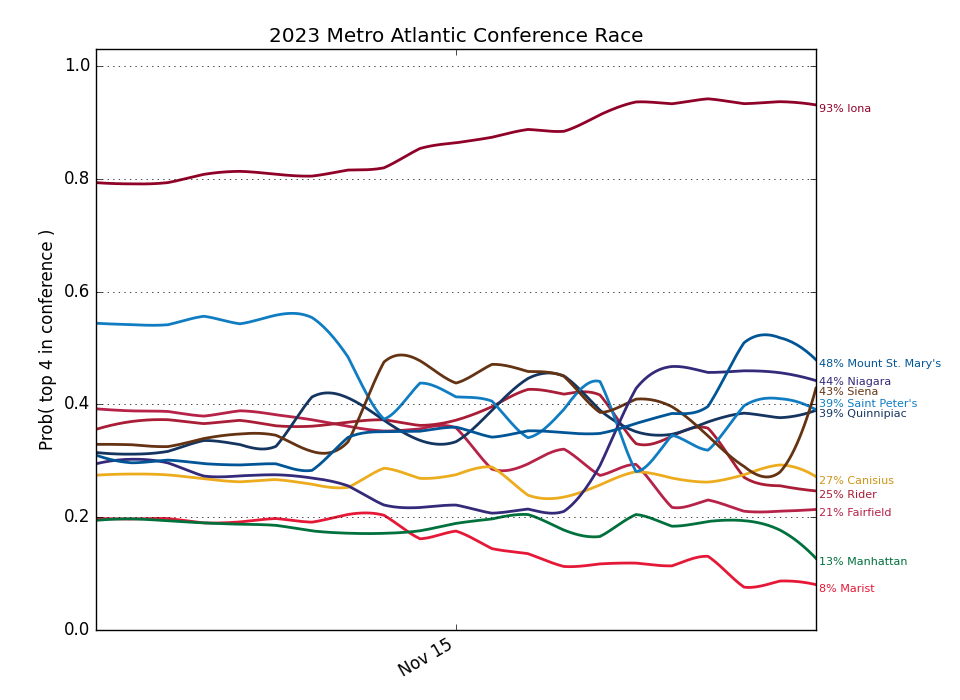 2023 Metro Atlantic Conference Race
1.0
0.8
0.6
0.4
0.2
0.0
Prob( top 4 in conference )
Nov 15
93% Iona
48% Mount St. Mary's
44% Niagara
43% Siena
39% Saint Peter's
39% Quinnipiac
27% Canisius
25% Rider
21% Fairfield
13% Manhattan
8% Marist